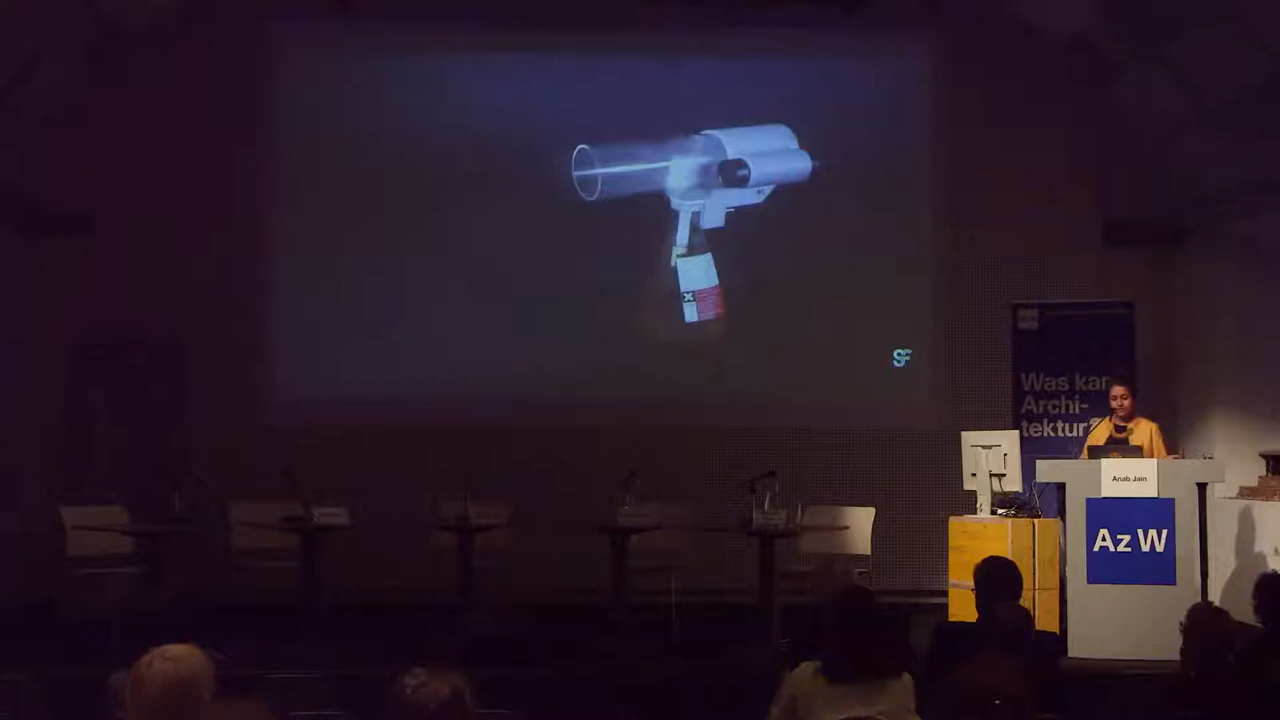 SF
Was kan
Archi-
tektur?
Anab Jain
Az W